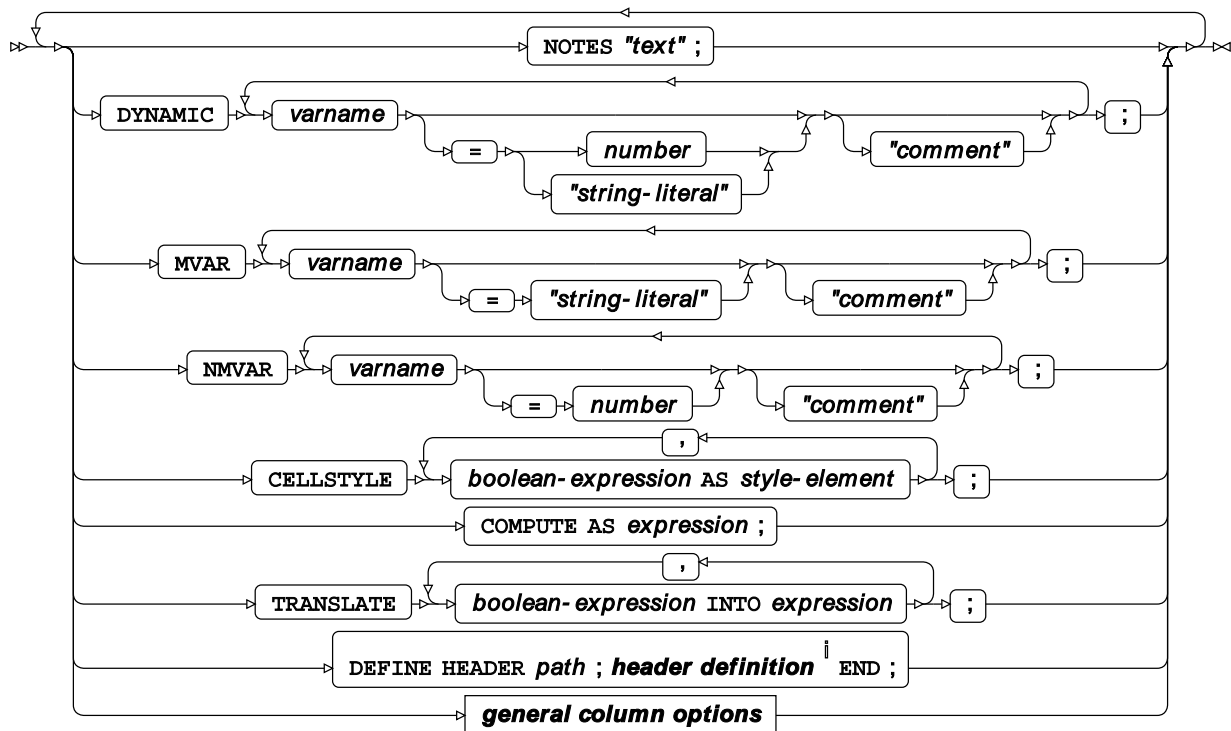 NOTES "text" ;
DYNAMIC varname "comment" ;
= number
"string-literal"
MVAR varname ;
= "string-literal" "comment"
NMVAR varname ;
= number "comment"
,
CELLSTYLE boolean-expression AS style-element ;
COMPUTE AS expression ;
,
TRANSLATE boolean-expression INTO expression ;
DEFINE HEADER path ; header definition i END ;
general column options